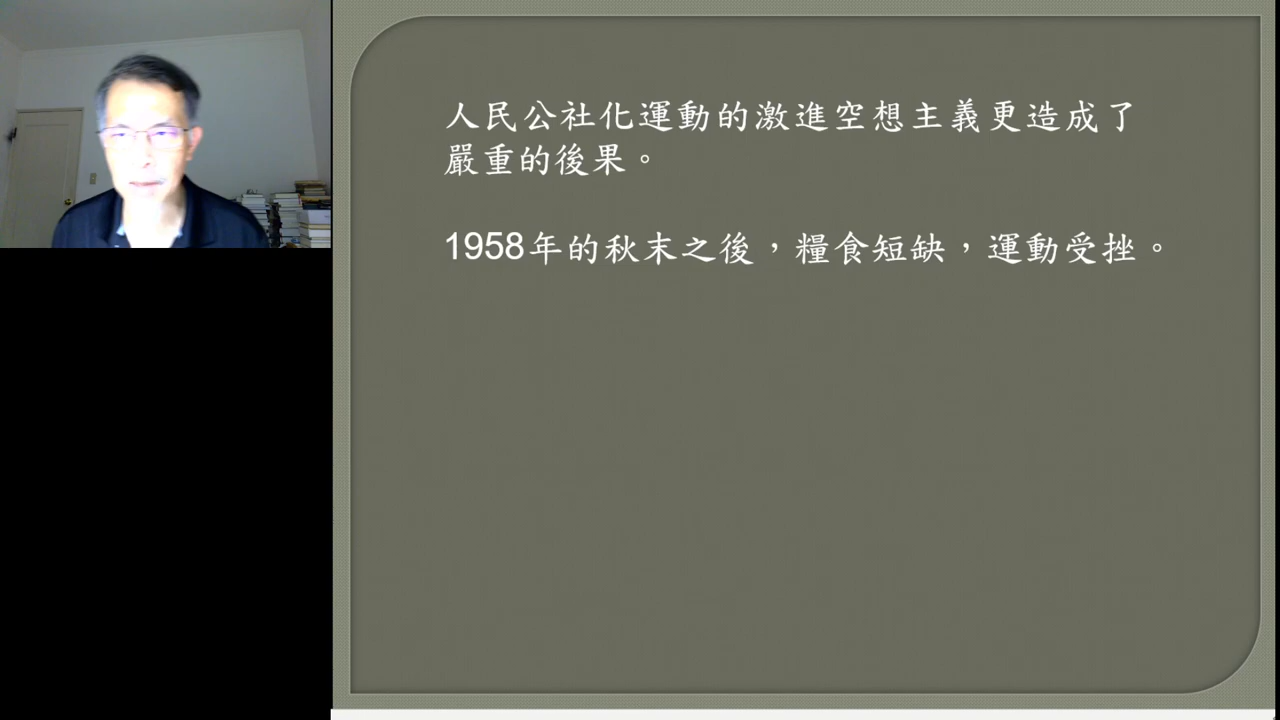 人民公社化運動的激進空想主義更造成了
嚴重的後果。
1958年的秋末之後，糧食短缺，運動受挫。